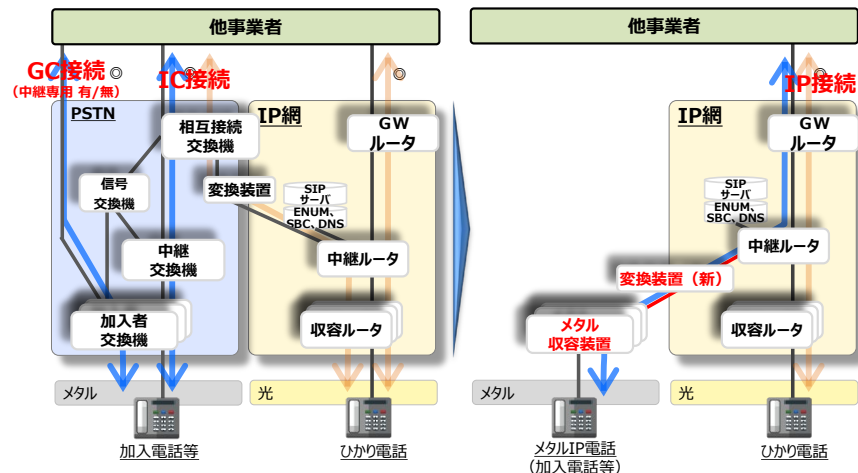 他事業者
GC接続
(中継専用 有/無)
◎
IC接続
◎
◎
PSTN
相互接続
交換機
信号
交換機
中継
交換機
加入者
交換機
変換装置
IP網
GW
ルータ
SIP
サーバ
ENUM、
SBC、DNS
中継ルータ
収容ルータ
メタル
光
加入電話等
ひかり電話
他事業者
IP接続
◎
IP網
GW
ルータ
SIP
サーバ
ENUM、
SBC、DNS
中継ルータ
変換装置(新)
メタル
収容装置
収容ルータ
メタル
光
メタルIP電話
(加入電話等)
ひかり電話